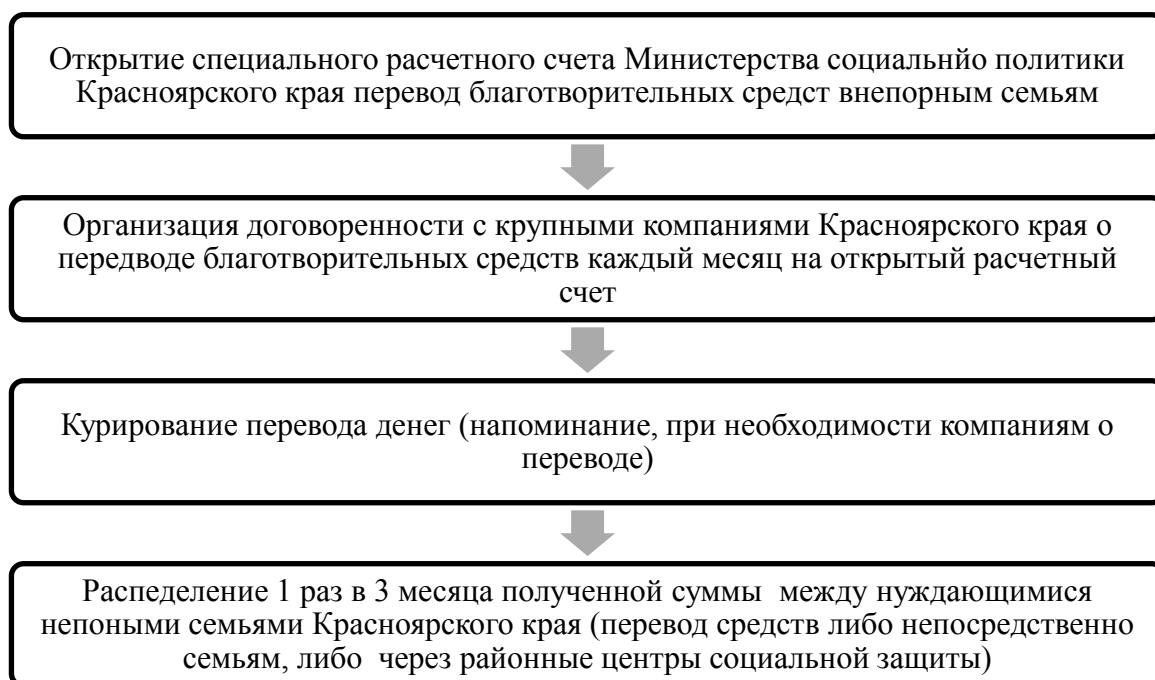 Открытие специального расчетного счета Министерства социальнйо политики
Красноярского края перевод благотворительных средст внепорным семьям
Организация договоренности с крупными компаниями Красноярского края о
передводе благотворительных средств каждый месяц на открытый расчетный
счет
Курирование перевода денег (напоминание, при необходимости компаниям о
переводе)
Распеделение 1 раз в 3 месяца полученной суммы между нуждающимися
непоными семьями Красноярского края (перевод средств либо непосредственно
семьям, либо через районные центры социальной защиты)